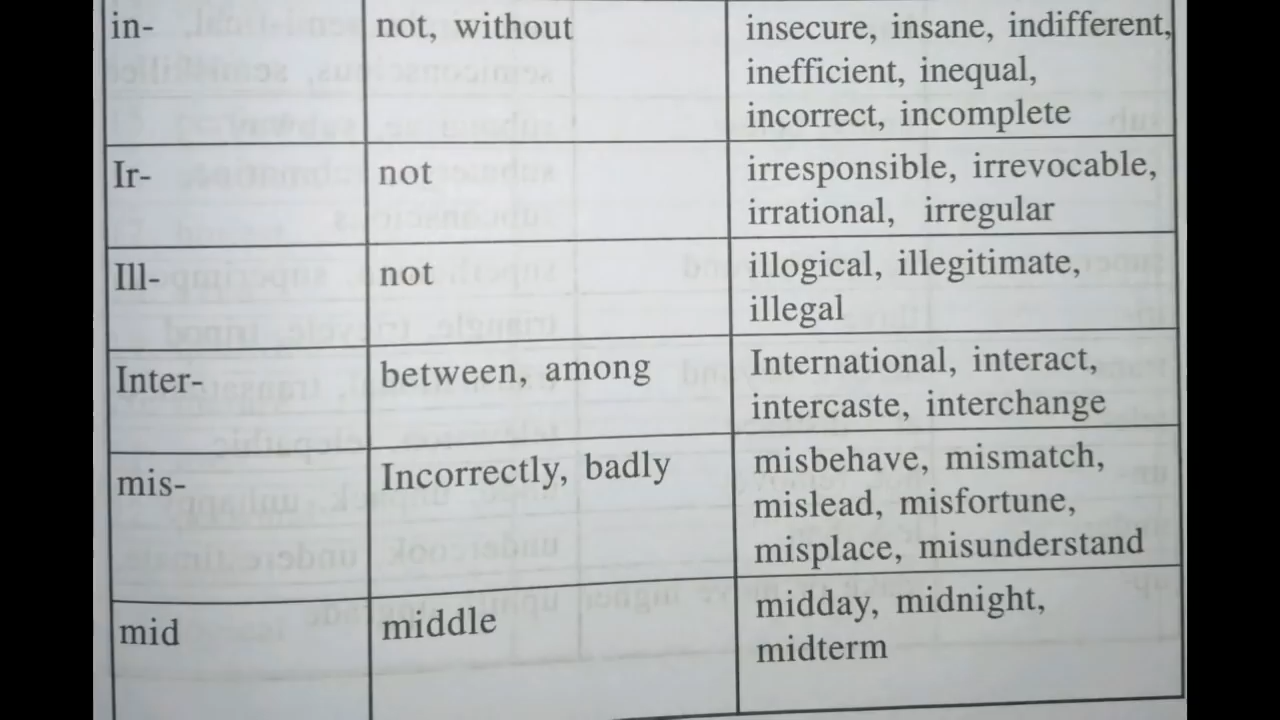 in- not, without insecure, insane, indifferent,
inefficient, inequal,
incorrect, incomplete
Ir- not irresponsible, irrevocable,
irrational, irregular
Ill- not illogical, illegitimate,
illegal
Inter- between, among International, interact,
intercaste, interchange
mis- Incorrectly, badly misbehave, mismatch,
mislead, misfortune,
misplace, misunderstand
mid middle midday, midnight,
midterm